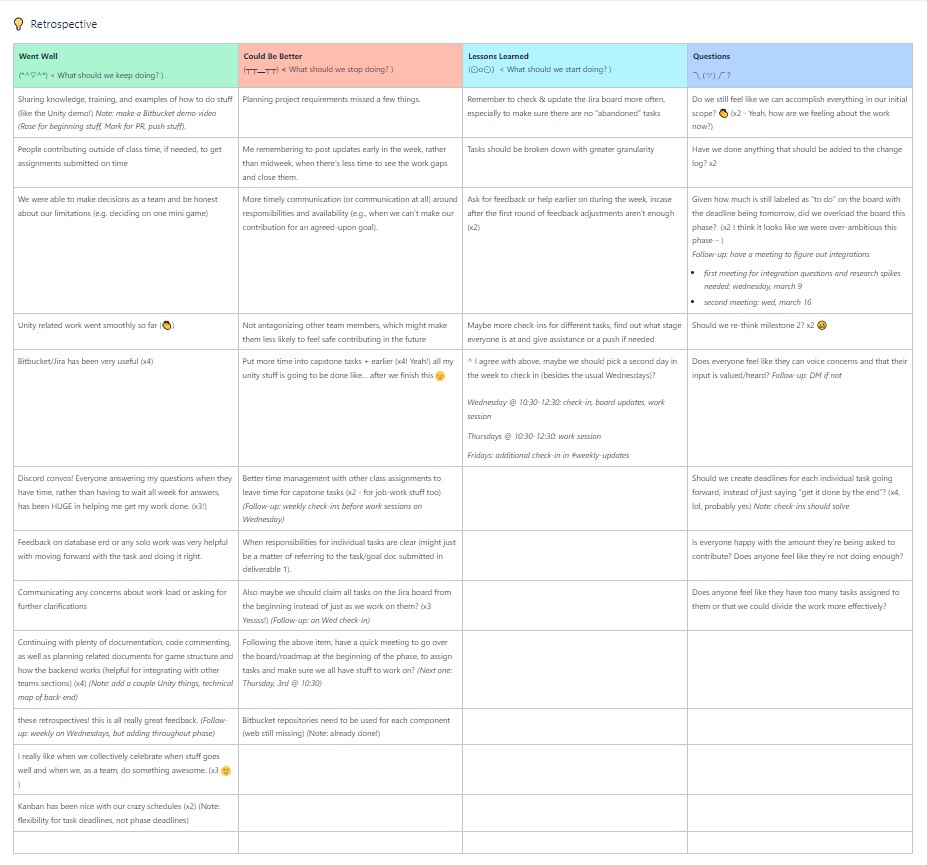 Retrospective
Went Well
(*^▽^*) < What should we keep doing? )
Could Be Better
(┬┬﹏┬┬) < What should we stop doing? )
Lessons Learned
(⊙o⊙) < What should we start doing? )
Questions
¯\_(ツ)_/¯ ?
Sharing knowledge, training, and examples of how to do stuff
(like the Unity demo!) Note: make a Bitbucket demo video
(Rose for beginning stuff, Mark for PR, push stuff).
Planning project requirements missed a few things.
Remember to check & update the Jira board more often,
especially to make sure there are no "abandoned" tasks
Do we still feel like we can accomplish everything in our initial
scope? (x2 - Yeah, how are we feeling about the work
now?)
People contributing outside of class time, if needed, to get
assignments submitted on time
Me remembering to post updates early in the week, rather
than midweek, when there's less time to see the work gaps
and close them.
Tasks should be broken down with greater granularity
Have we done anything that should be added to the change
log? x2
We were able to make decisions as a team and be honest
about our limitations (e.g. deciding on one mini game)
More timely communication (or communication at all) around
responsibilities and availability (e.g., when we can't make our
contribution for an agreed-upon goal).
Ask for feedback or help earlier on during the week, incase
after the first round of feedback adjustments aren't enough
(x2)
Given how much is still labeled as "to do" on the board with
the deadline being tomorrow, did we overload the board this
phase? (x2 I think it looks like we were over-ambitious this
phase – )
Follow-up: have a meeting to figure out integrations
• first meeting for integration questions and research spikes
needed: wednesday, march 9
• second meeting: wed, march 16
Unity related work went smoothly so far ( )
Not antagonizing other team members, which might make
them less likely to feel safe contributing in the future
Maybe more check-ins for different tasks, find out what stage
everyone is at and give assistance or a push if needed
Should we re-think milestone 2? x2
Bitbucket/Jira has been very useful (x4)
Put more time into capstone tasks + earlier (x4! Yeah!) all my
unity stuff is going to be done like... after we finish this
^ I agree with above, maybe we should pick a second day in
the week to check in (besides the usual Wednesdays)?
Wednesday @ 10:30-12:30: check-in, board updates, work
session
Thursdays @ 10:30-12:30: work session
Fridays: additional check-in in #weekly-updates
Does everyone feel like they can voice concerns and that their
input is valued/heard? Follow-up: DM if not
Discord convos! Everyone answering my questions when they
have time, rather than having to wait all week for answers,
has been HUGE in helping me get my work done. (x3!)
Better time management with other class assignments to
leave time for capstone tasks (x2 - for job-work stuff too)
(Follow-up: weekly check-ins before work sessions on
Wednesday)
Should we create deadlines for each individual task going
forward, instead of just saying "get it done by the end"? (x4,
lol, probably yes) Note: check-ins should solve
Feedback on database erd or any solo work was very helpful
with moving forward with the task and doing it right.
When responsibilities for individual tasks are clear (might just
be a matter of referring to the task/goal doc submitted in
deliverable 1).
Is everyone happy with the amount they're being asked to
contribute? Does anyone feel like they're not doing enough?
Communicating any concerns about work load or asking for
further clarifications
Also maybe we should claim all tasks on the Jira board from
the beginning instead of just as we work on them? (x3
Yessss!) (Follow-up: on Wed check-in)
Does anyone feel like they have too many tasks assigned to
them or that we could divide the work more effectively?
Continuing with plenty of documentation, code commenting,
as well as planning related documents for game structure and
how the backend works (helpful for integrating with other
teams sections) (x4) (Note: add a couple Unity things, technical
map of back-end)
Following the above item, have a quick meeting to go over
the board/roadmap at the beginning of the phase, to assign
tasks and make sure we all have stuff to work on? (Next one:
Thursday, 3rd @ 10:30)
these retrospectives! this is all really great feedback. (Follow-
up: weekly on Wednesdays, but adding throughout phase)
Bitbucket repositories need to be used for each component
(web still missing) (Note: already done!)
I really like when we collectively celebrate when stuff goes
well and when we, as a team, do something awesome. (x3
)
Kanban has been nice with our crazy schedules (x2) (Note:
flexibility for task deadlines, not phase deadlines)